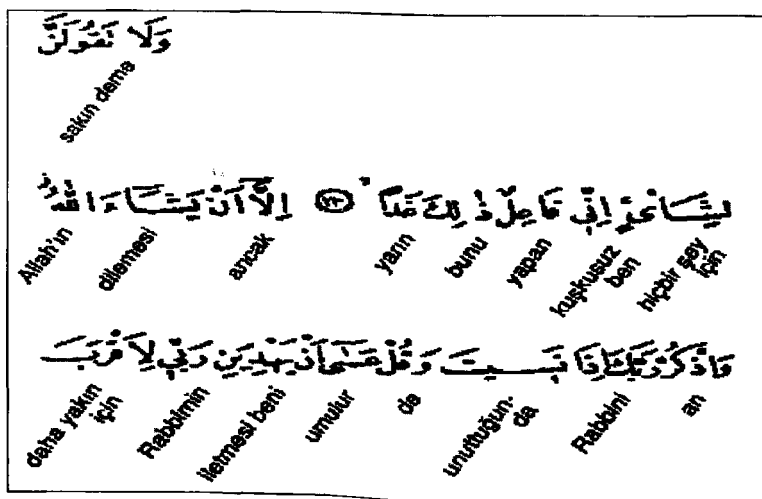 وَلَا تَقُولَنَّ
sakın deme
لِشَا۟يْءٍ اِنّ۪ي فَاعِلٌ ذٰلِكَ غَدًاۙ ﴿٢٣﴾ اِلَّٓا اَنْ يَشَٓاءَ اللّٰهُۘ
hiçbir şey için kuşkusuz ben yapan bunu yarın ancak dilemesi Allah'ın
وَاذْكُرْ رَبَّكَ اِذَا نَس۪يتَ وَقُلْ عَسٰٓى اَنْ يَهْدِيَنِ رَبّ۪ي لِاَقْرَبَ
an Rabbini unuttuğun-da de umulur iletmesi beni Rabbimin daha yakın için